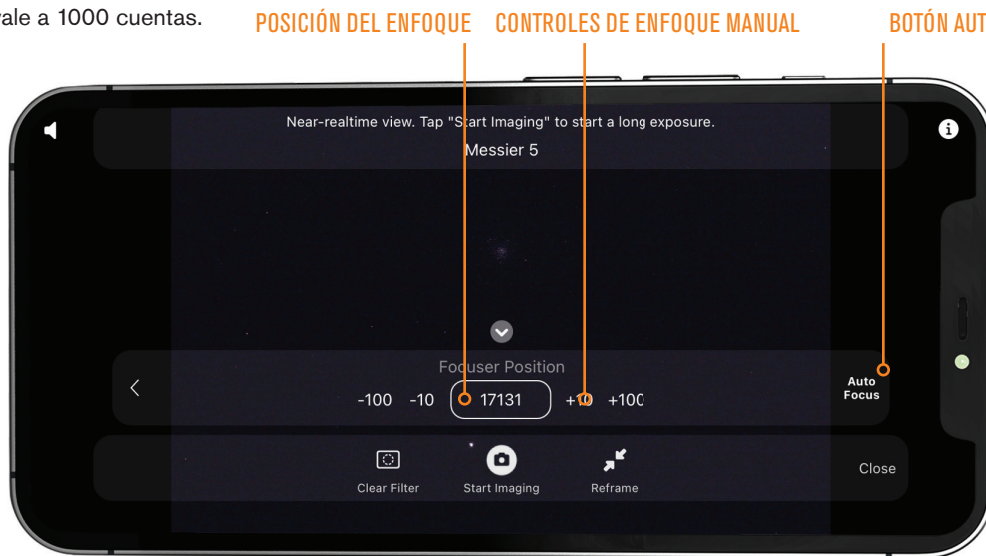 vale a 1000 cuentas.
POSICIÓN DEL ENFOQUE CONTROLES DE ENFOQUE MANUAL BOTÓN AUT
Near-realtime view. Tap "Start Imaging" to start a long exposure.
Messier 5
Focuser Position
-100 -10 17131 +10 +100
Auto
Focus
Clear Filter Start Imaging Reframe
Close